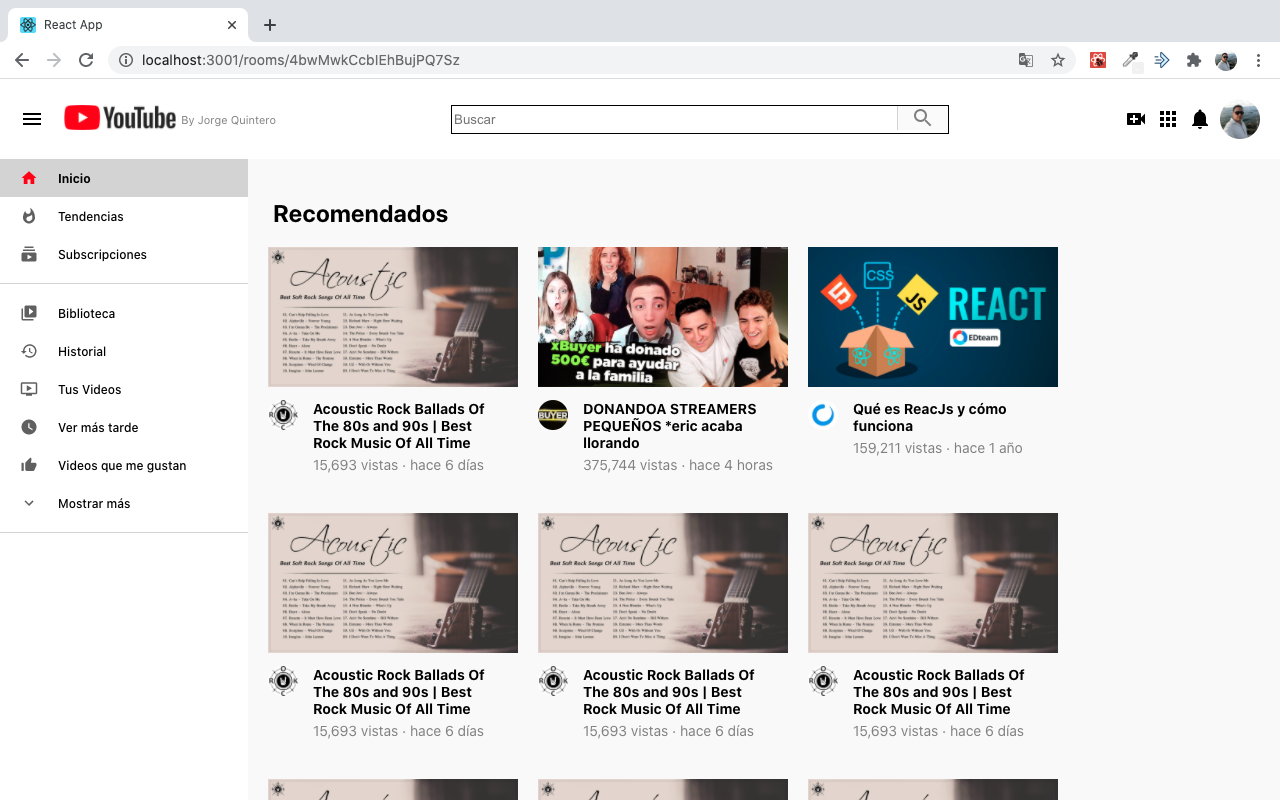 React App
localhost:3001/rooms/4bwMwkCcbIEhBujPQ7Sz
YouTube By Jorge Quintero
Buscar
Inicio
Tendencias
Subscripciones
Biblioteca
Historial
Tus Videos
Ver más tarde
Videos que me gustan
Mostrar más
Recomendados
Acoustic
Best Soft Rock Songs Of All Time
xBuyer ha donado
500€ para ayudar
a la familia
CSS
JS
REACT
EDteam
Acoustic Rock Ballads Of
The 80s and 90s | Best
Rock Music Of All Time
15,693 vistas · hace 6 días
BUYER
DONANDOA STREAMERS
PEQUEÑOS *eric acaba
llorando
375,744 vistas · hace 4 horas
Qué es ReacJs y cómo
funciona
159,211 vistas · hace 1 año
Acoustic
Best Soft Rock Songs Of All Time
Acoustic Rock Ballads Of
The 80s and 90s | Best
Rock Music Of All Time
15,693 vistas · hace 6 días
Acoustic
Best Soft Rock Songs Of All Time
Acoustic Rock Ballads Of
The 80s and 90s | Best
Rock Music Of All Time
15,693 vistas · hace 6 días
Acoustic
Best Soft Rock Songs Of All Time
Acoustic Rock Ballads Of
The 80s and 90s | Best
Rock Music Of All Time
15,693 vistas · hace 6 días